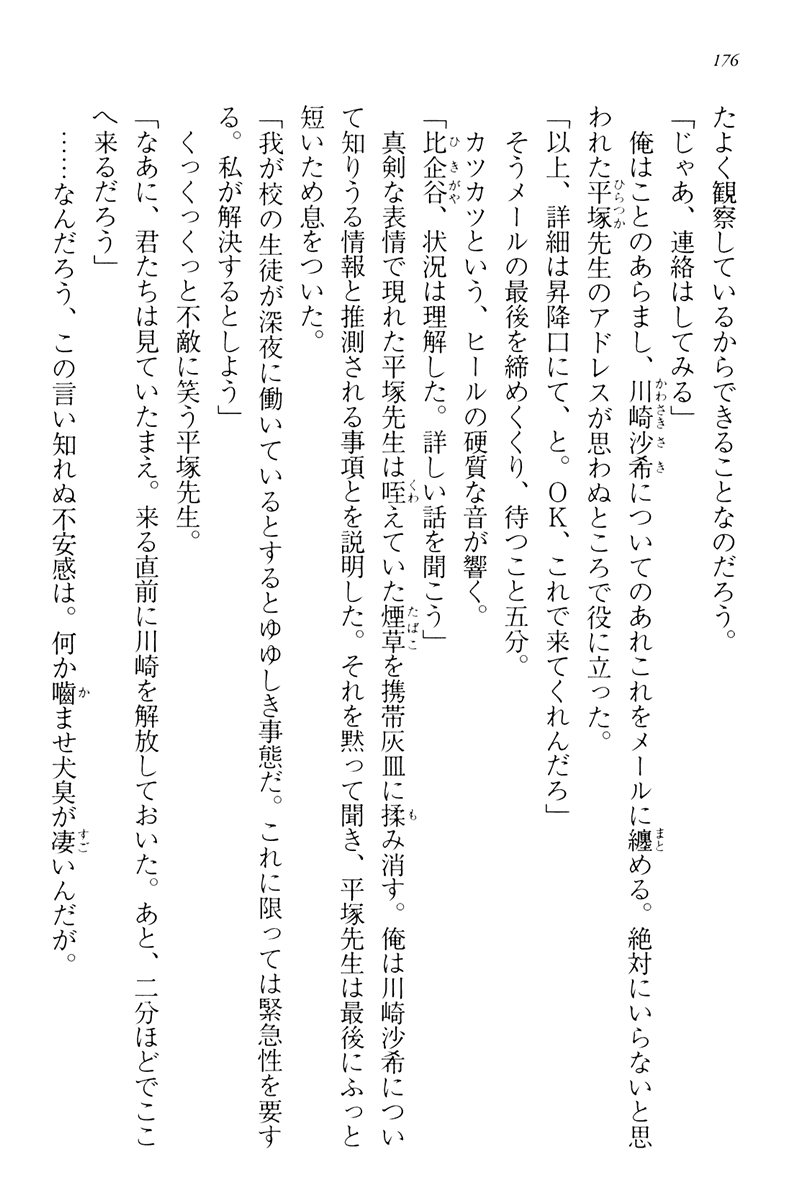 176
たよく観察しているからできることなのだろう。
「じゃあ、連絡はしてみる」
俺はことのあらまし、川崎沙希についてのあれこれをメールに纏める。絶対にいらないと思
われた平塚先生のアドレスが思わぬところで役に立った。
「以上、詳細は昇降口にて、と。OK、これで来てくれんだろ」
そうメールの最後を締めくくり、待つこと五分。
カツカツという、ヒールの硬質な音が響く。
「比企谷、状況は理解した。詳しい話を聞こう」
真剣な表情で現れた平塚先生は咥えていた煙草を携帯灰皿に揉み消す。俺は川崎沙希につい
て知りうる情報と推測される事項とを説明した。それを黙って聞き、平塚先生は最後にふっと
短いため息をついた。
「我が校の生徒が深夜に働いているとするとゆゆしき事態だ。これに限っては緊急性を要す
る。私が解決するとしよう」
くっくっくっと不敵に笑う平塚先生。
「なあに、君たちは見ていたまえ。来る直前に川崎を解放しておいた。あと、二分ほどでここ
へ来るだろう」
……なんだろう、この言い知れぬ不安感は。何か嚙ませ犬臭が凄いんだが。